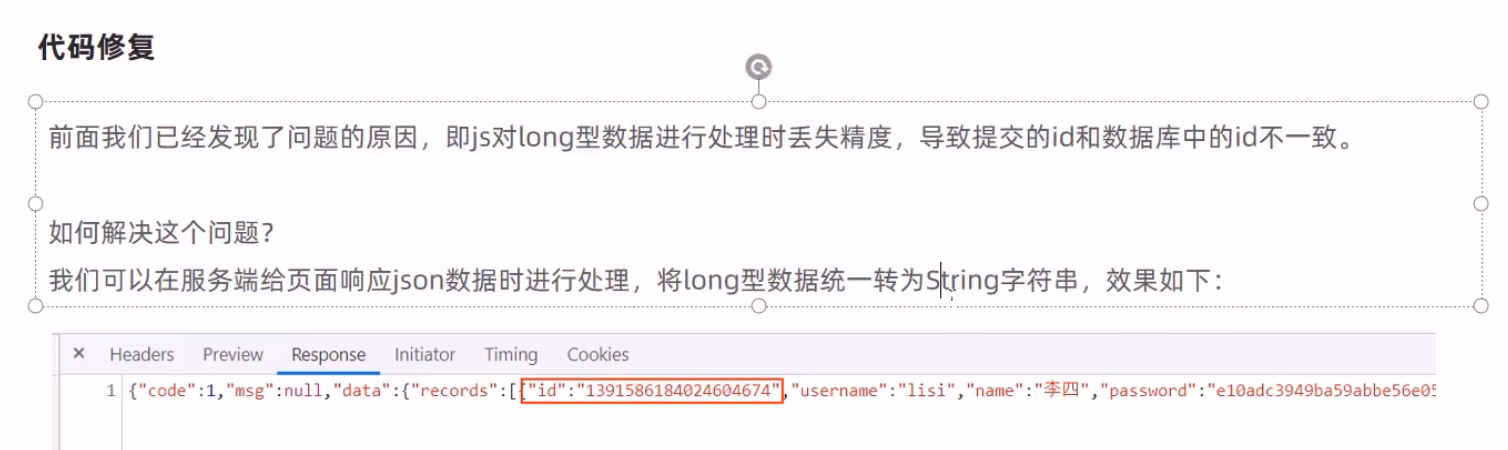 代码修复
前面我们已经发现了问题的原因，即js对long型数据进行处理时丢失精度，导致提交的id和数据库中的id不一致。
如何解决这个问题？
我们可以在服务端给页面响应json数据时进行处理，将long型数据统一转为String字符串，效果如下：
× Headers Preview Response Initiator Timing Cookies
1 {"code":1,"msg":null,"data":{"records":[{"id":"1391586184024604674","username":"lisi","name":"李四","password":"e10adc3949ba59abbe56e05